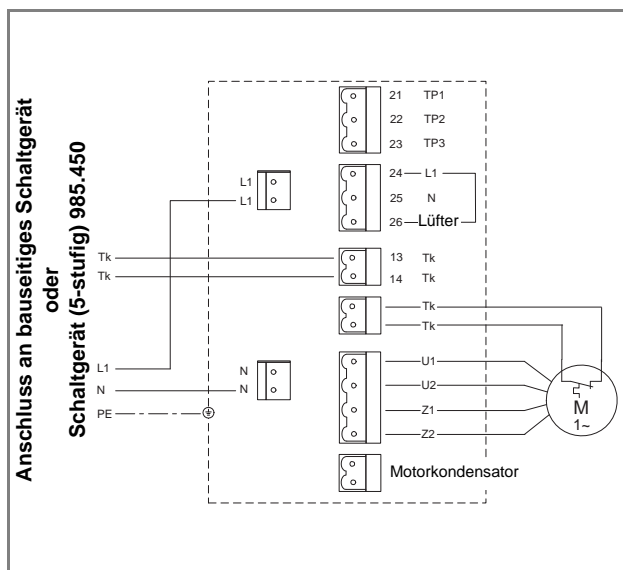 Anschluss an bauseitiges Schaltgerät
oder
Schaltgerät (5-stufig) 985.450
21 TP1
22 TP2
23 TP3
L1
L1
24 L1
25 N
26 Lüfter
Tk
Tk
13 Tk
14 Tk
Tk
Tk
L1
N
PE
N
N
U1
U2
Z1
Z2
M
1~
Motorkondensator